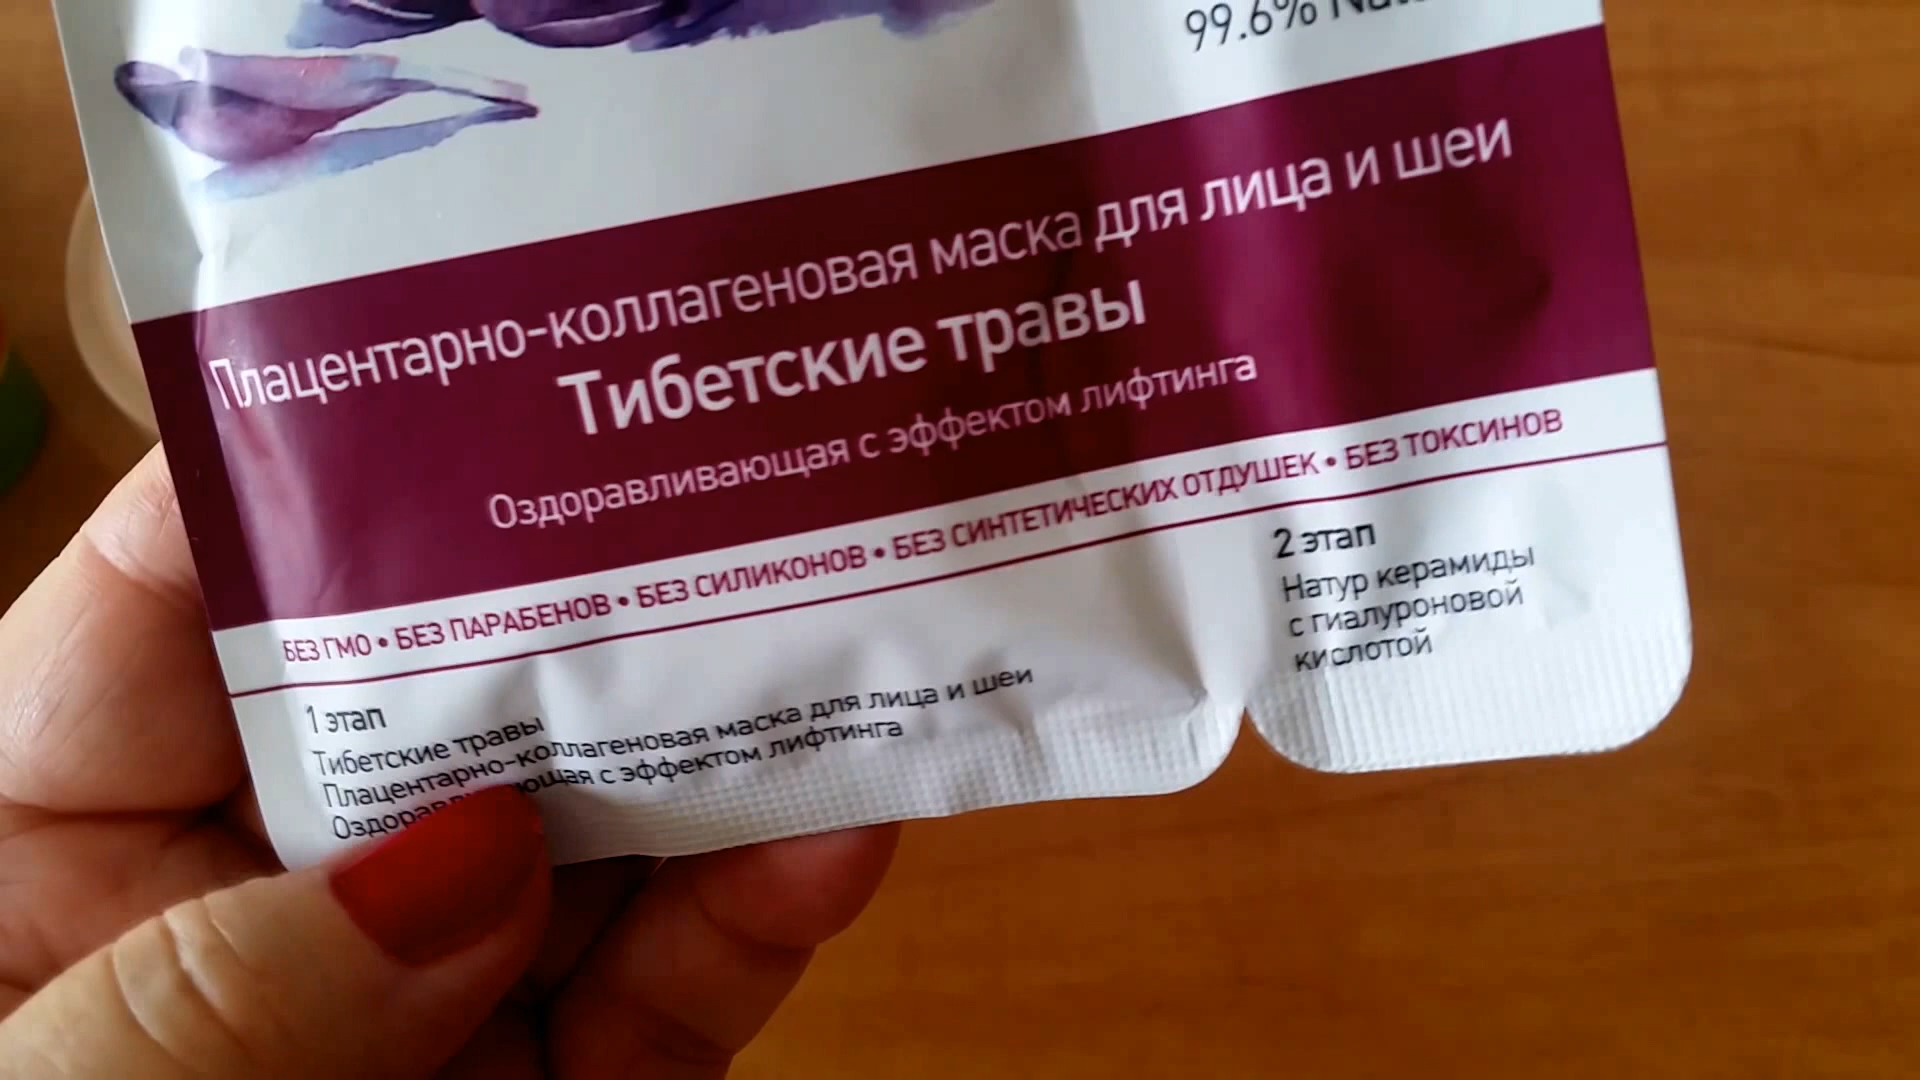 99.6%
Плацентарно-коллагеновая маска для лица и шеи
Тибетские травы
Оздоравливающая с эффектом лифтинга
БЕЗ ГМО • БЕЗ ПАРАБЕНОВ • БЕЗ СИЛИКОНОВ • БЕЗ СИНТЕТИЧЕСКИХ ОТДУШЕК • БЕЗ ТОКСИНОВ
1 этап
Тибетские травы
Плацентарно-коллагеновая маска для лица и шеи
с эффектом лифтинга
2 этап
Натур керамиды
с гиалуроновой
кислотой